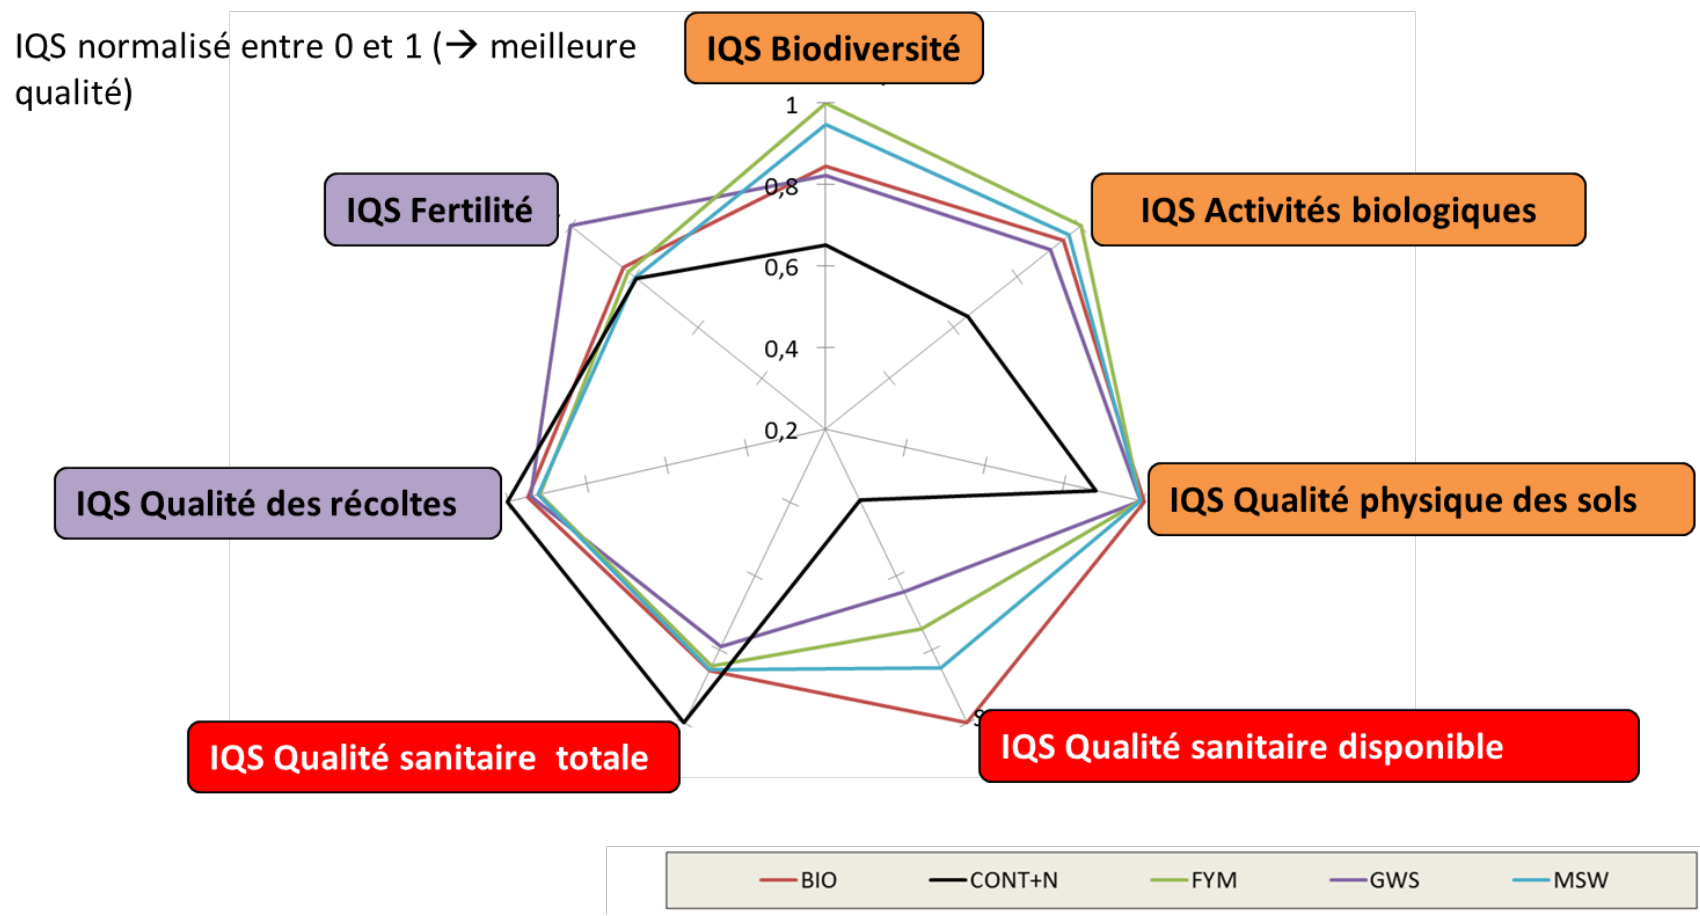 IQS normalisé entre 0 et 1 (→ meilleure
qualité)
IQS Biodiversité
1
IQS Fertilité
0,8
IQS Activités biologiques
0,6
0,4
0,2
IQS Qualité des récoltes
IQS Qualité physique des sols
IQS Qualité sanitaire totale
IQS Qualité sanitaire disponible
BIO
CONT+N
FYM
GWS
MSW